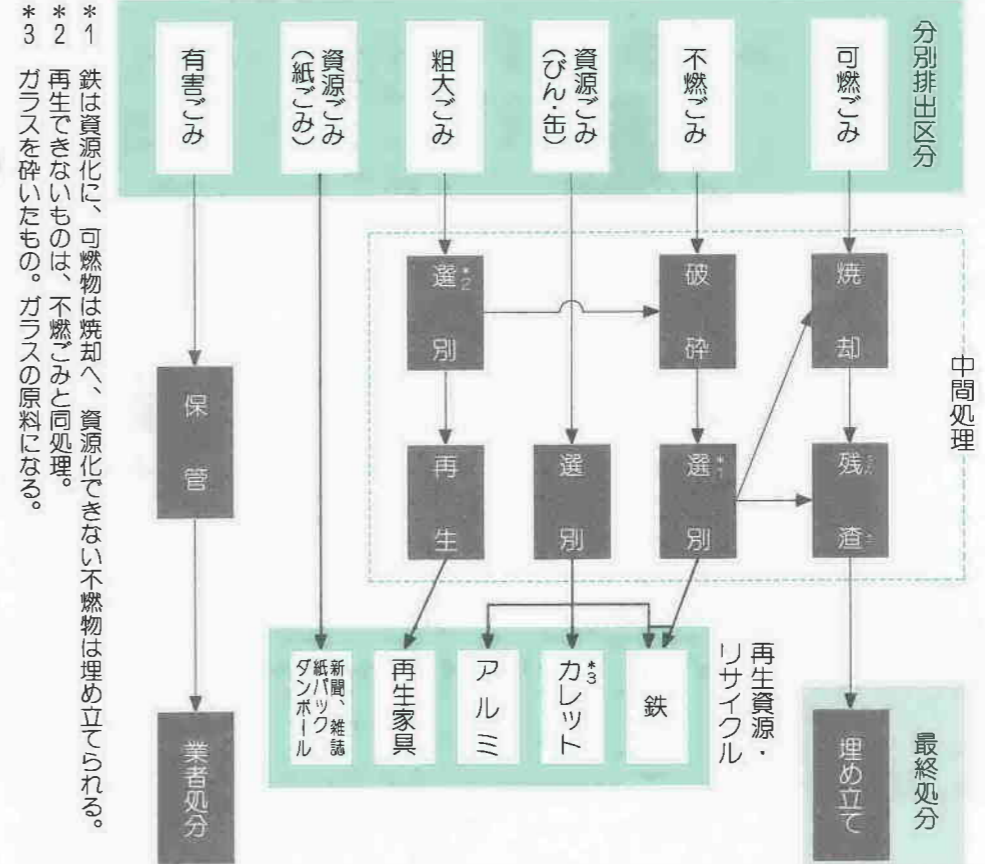 分別排出区分
可燃ごみ
不燃ごみ
資源ごみ
（びん・缶）
粗大ごみ
資源ごみ
（紙ごみ）
有害ごみ
中間処理
焼却
破砕
選別*2
残渣
ざんさ
選別*1
選別
再生
保管
再生資源・
リサイクル
鉄
カレット*3
アルミ
再生家具
新聞、雑誌
紙パック
ダンボール
最終処分
埋め立て
業者処分
*1 鉄は資源化に、可燃物は焼却へ、資源化できない不燃物は埋め立てられる。
*2 再生できないものは、不燃ごみと同処理。
*3 ガラスを砕いたもの。ガラスの原料になる。